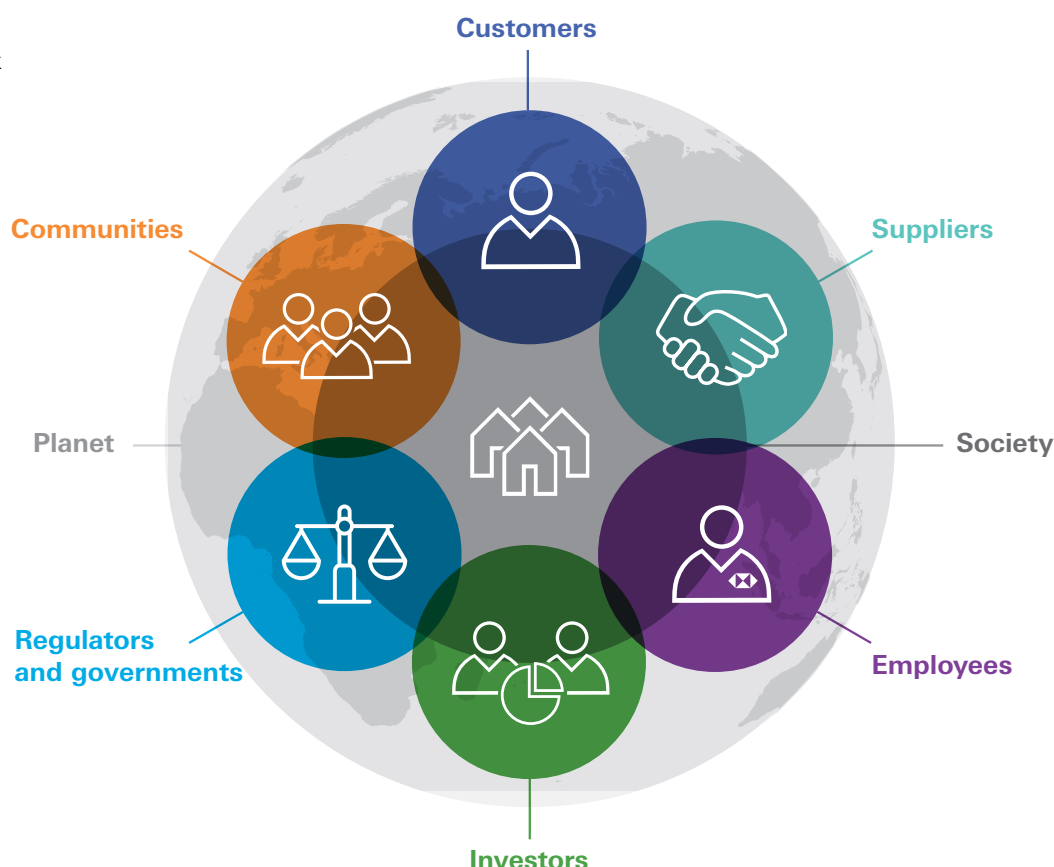 Customers
Communities
Suppliers
Planet
Society
Regulators
and governments
Employees
Investors